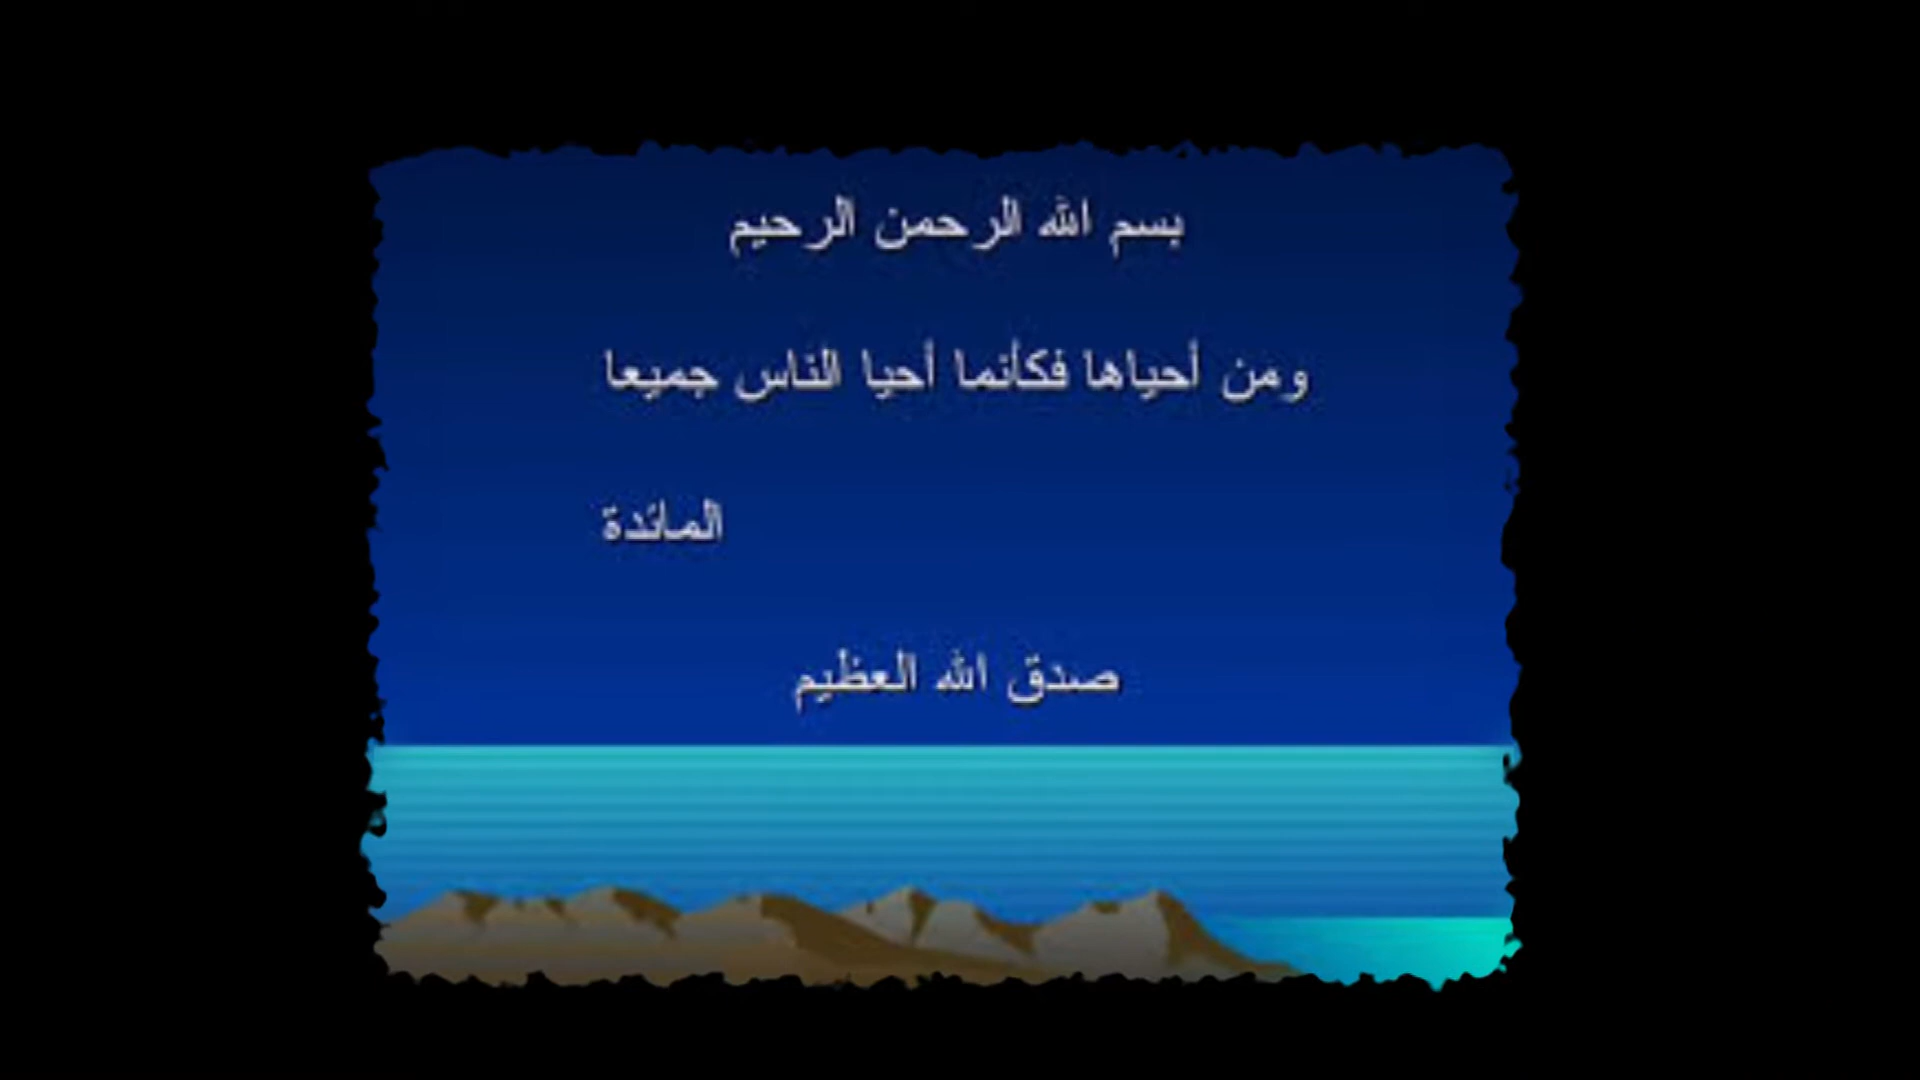 بسم الله الرحمن الرحيم
ومن أحياها فكأنما أحيا الناس جميعا
المائدة
صدق الله العظيم